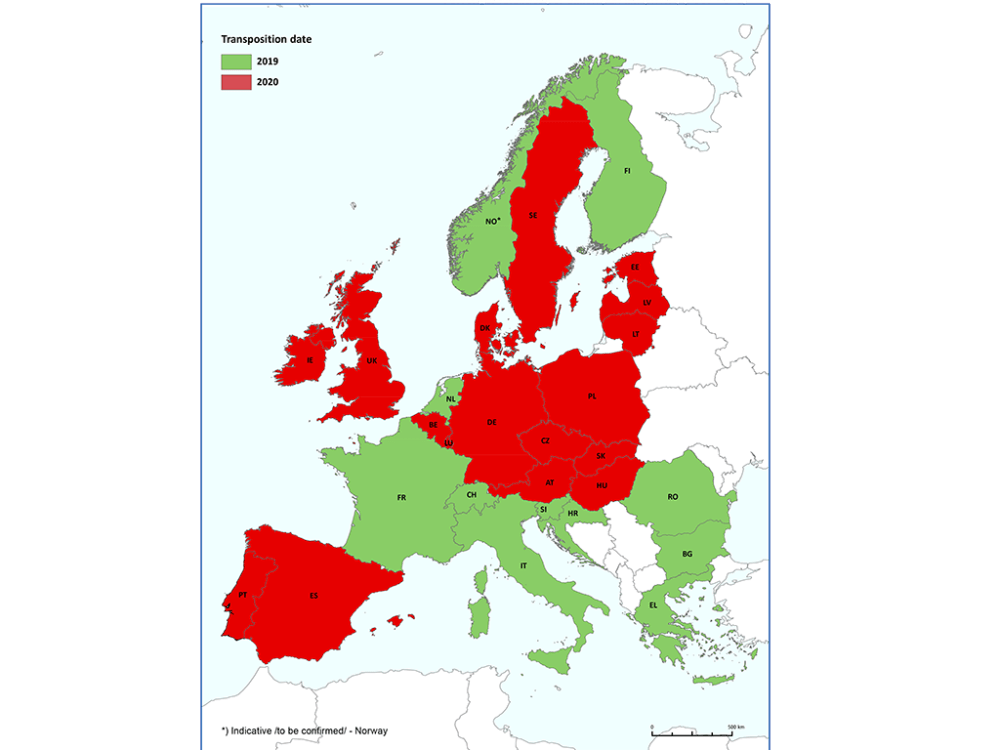 Transposition date
2019
2020
FI
NO*
SE
EE
LV
LT
DK
IE
UK
NL
PL
BE
DE
LU
CZ
SK
AT
HU
FR
CH
RO
SI
HR
BG
IT
PT
ES
EL
*) Indicative /to be confirmed/ - Norway
0 500 km